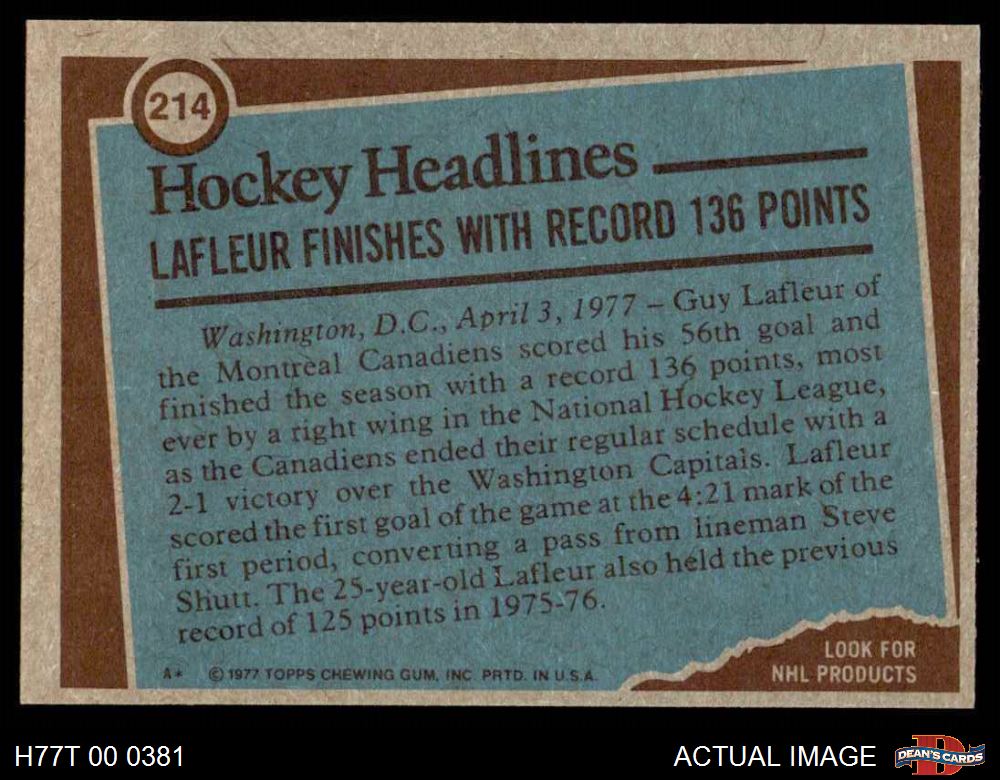 214
Hockey Headlines
LAFLEUR FINISHES WITH RECORD 136 POINTS
Washington, D.C., April 3, 1977 – Guy Lafleur of
the Montreal Canadiens scored his 56th goal and
finished the season with a record 136 points, most
ever by a right wing in the National Hockey League,
as the Canadiens ended their regular schedule with a
2-1 victory over the Washington Capitals. Lafleur
scored the first goal of the game at the 4:21 mark of the
first period, converting a pass from lineman Steve
Shutt. The 25-year-old Lafleur also held the previous
record of 125 points in 1975-76.
LOOK FOR
NHL PRODUCTS
A* © 1977 TOPPS CHEWING GUM, INC. PRTD. IN U.S.A.
H77T 00 0381
ACTUAL IMAGE
D
DEAN'S CARDS